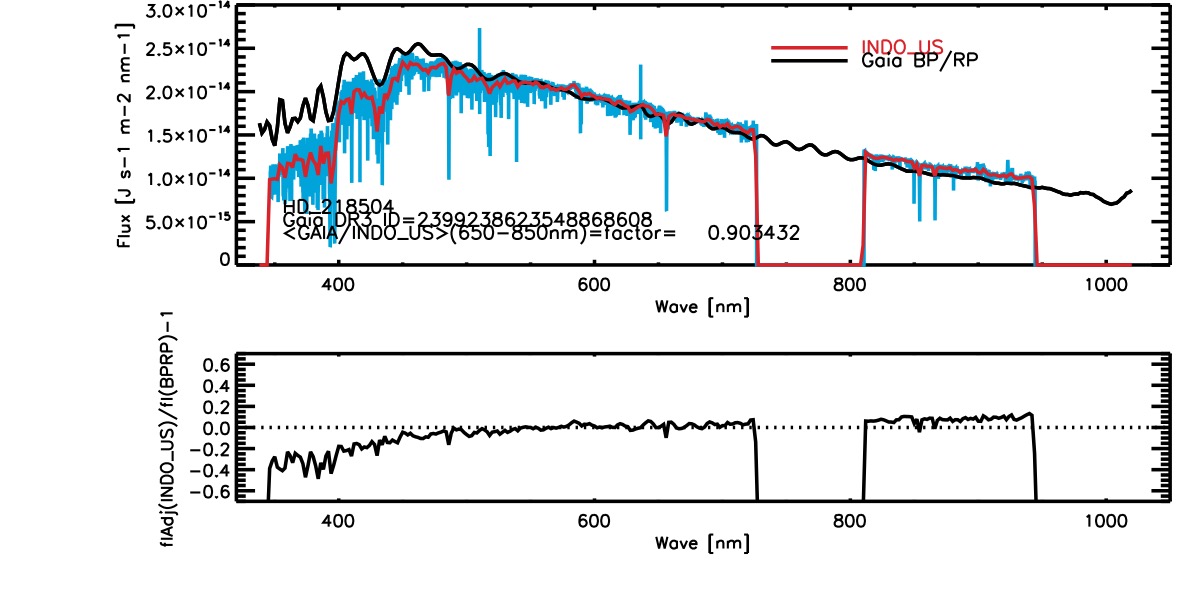 3.0×10⁻¹⁴
2.5×10⁻¹⁴
2.0×10⁻¹⁴
1.5×10⁻¹⁴
1.0×10⁻¹⁴
5.0×10⁻¹⁵
0
Flux [J s−1 m−2 nm−1]
INDO_US
Gaia BP/RP
HD_218504
Gaia DR3 ID=2399238623548868608
<GAIA/INDO_US>(650−850nm)=factor= 0.903432
400 600 800 1000
Wave [nm]
0.6
0.4
0.2
0.0
−0.2
−0.4
−0.6
flAdj(INDO_US)/fl(BPRP)−1
400 600 800 1000
Wave [nm]